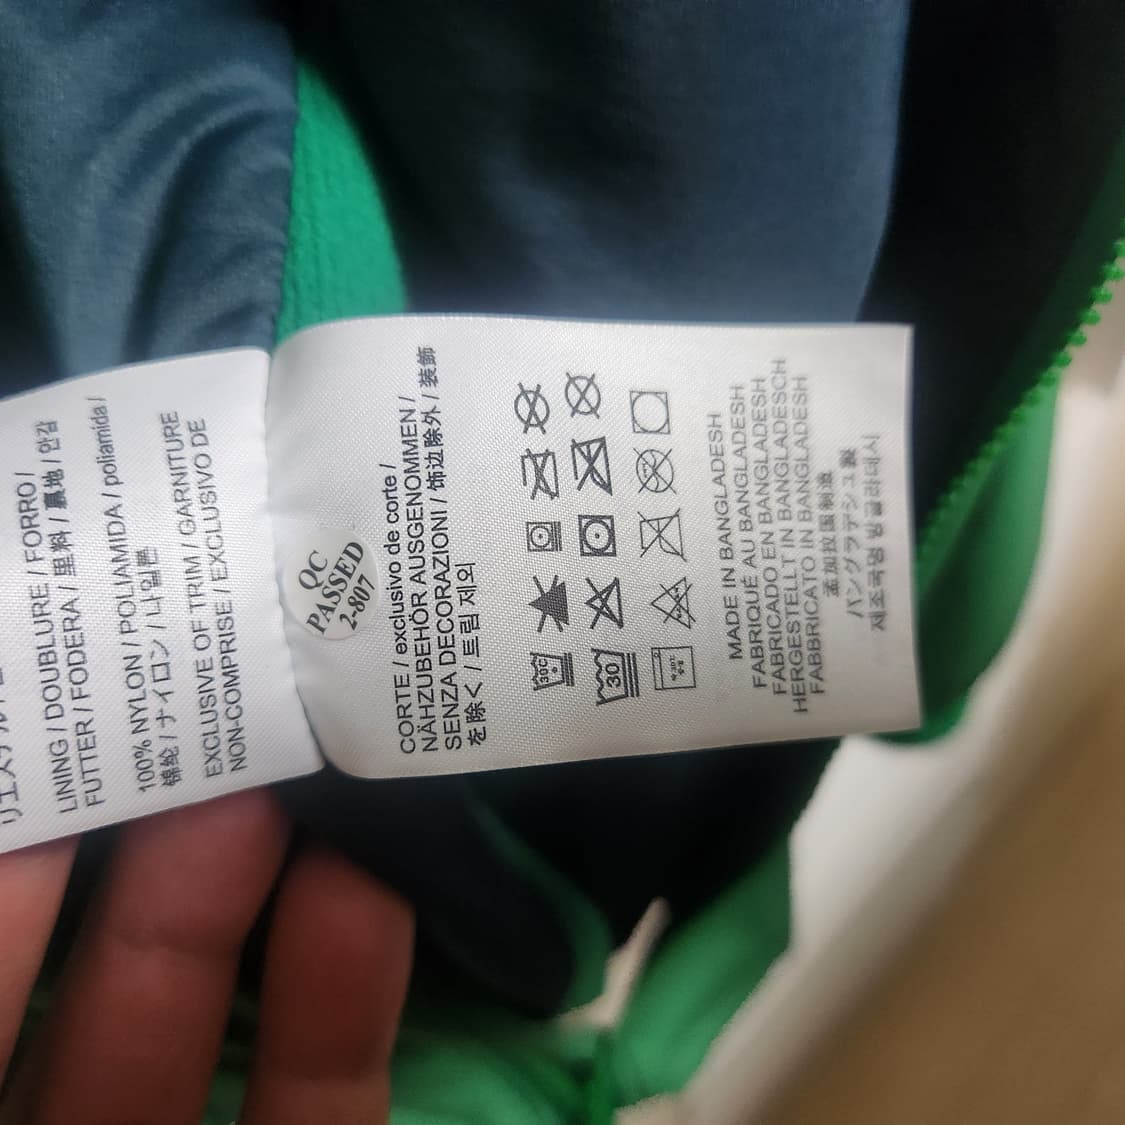 LINING / DOUBLURE / FORRO /
FUTTER / FODERA / 里料 / 裏地 / 안감
100% NYLON / POLIAMIDA / poliamida /
锦纶 / ナイロン / 나일론
EXCLUSIVE OF TRIM / GARNITURE
NON-COMPRISE / EXCLUSIVO DE
QC
PASSED
2-807
CORTE / exclusivo de corte /
NÄHZUBEHÖR AUSGENOMMEN /
SENZA DECORAZIONI / 饰边除外 / 装飾
を除く / 트림 제외
30C
30
MADE IN BANGLADESH
FABRIQUÉ AU BANGLADESH
FABRICADO EN BANGLADESH
HERGESTELLT IN BANGLADESCH
FABBRICATO IN BANGLADESH
孟加拉国制造
バングラデシュ製
제조국명 방글라데시